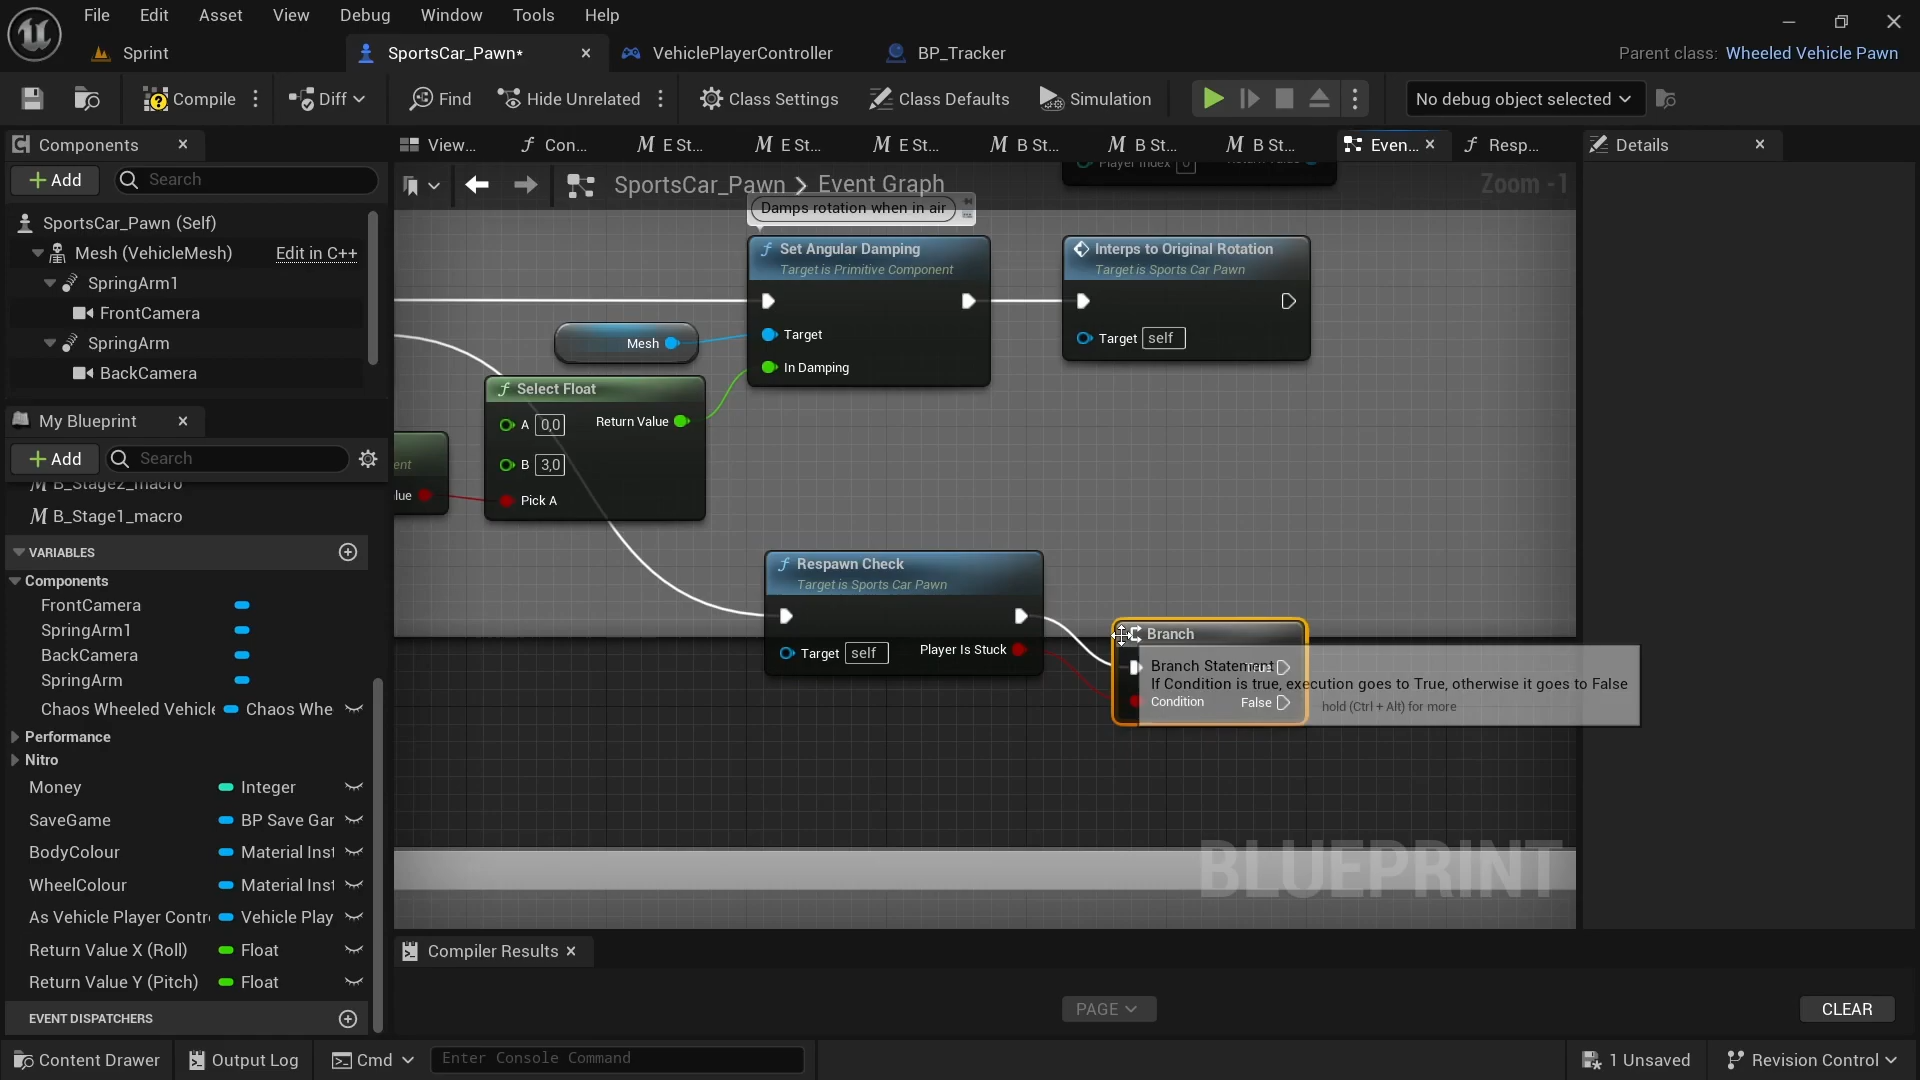 File Edit Asset View Debug Window Tools Help
Sprint SportsCar_Pawn* VehiclePlayerController BP_Tracker Parent class: Wheeled Vehicle Pawn
Compile Diff Find Hide Unrelated Class Settings Class Defaults Simulation No debug object selected
Components View... Con... E St... E St... E St... B St... B St... B St... Even... Resp... Details
Add Search SportsCar_Pawn > Event Graph Zoom -1
Player Index 0
SportsCar_Pawn (Self)
Mesh (VehicleMesh) Edit in C++
SpringArm1
FrontCamera
SpringArm
BackCamera
Damps rotation when in air
Set Angular Damping
Target is Primitive Component
Target
In Damping
Interps to Original Rotation
Target is Sports Car Pawn
Target self
Mesh
Select Float
A 0,0 Return Value
B 3,0
Pick A
ent
lue
Respawn Check
Target is Sports Car Pawn
Target self Player Is Stuck
Branch
Condition False
Branch Statement
If Condition is true, execution goes to True, otherwise it goes to False
hold (Ctrl + Alt) for more
BLUEPRINT
My Blueprint
Add Search
B_Stage2_macro
B_Stage1_macro
VARIABLES
Components
FrontCamera
SpringArm1
BackCamera
SpringArm
Chaos Wheeled Vehicle Chaos Whe
Performance
Nitro
Money Integer
SaveGame BP Save Gar
BodyColour Material Inst
WheelColour Material Inst
As Vehicle Player Contr Vehicle Play
Return Value X (Roll) Float
Return Value Y (Pitch) Float
EVENT DISPATCHERS
Compiler Results
PAGE CLEAR
Content Drawer Output Log Cmd Enter Console Command 1 Unsaved Revision Control